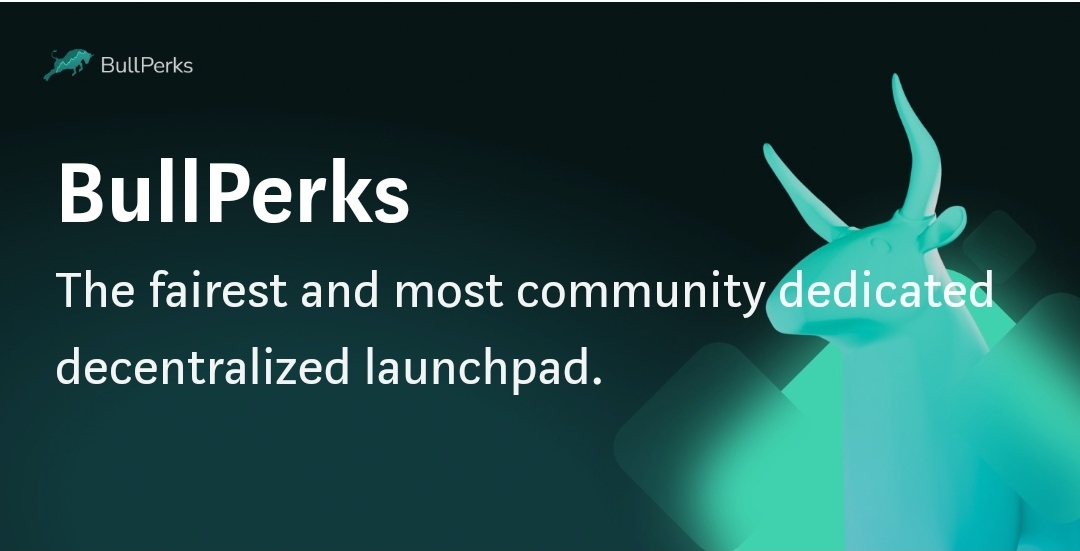 BullPerks
BullPerks
The fairest and most community dedicated
decentralized launchpad.